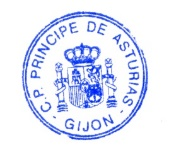 C.P. PRINCIPE DE ASTURIAS
- GIJON -